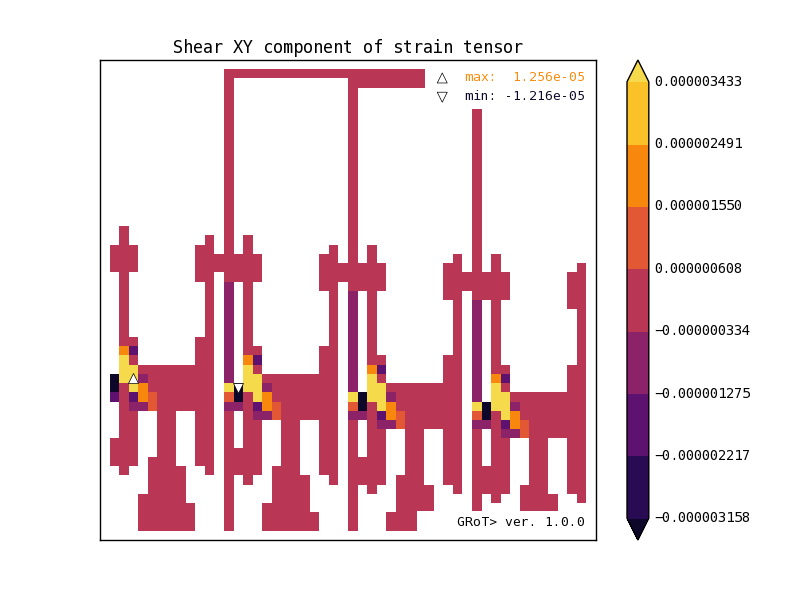 Shear XY component of strain tensor
△ max: 1.256e-05
▽ min: -1.216e-05
0.000003433
0.000002491
0.000001550
0.000000608
−0.000000334
−0.000001275
−0.000002217
−0.000003158
GRoT> ver. 1.0.0